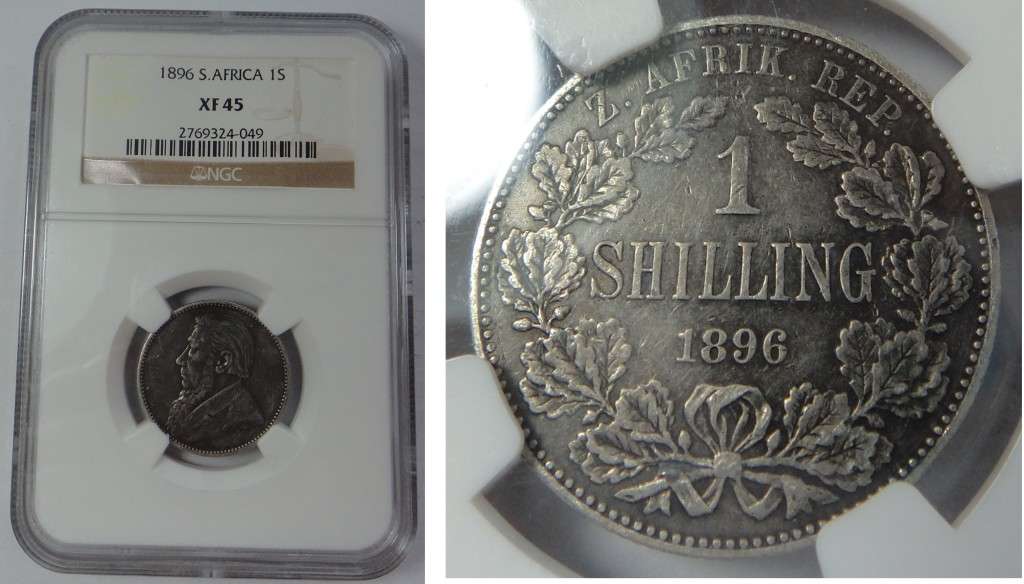 1896 S.AFRICA 1S
XF 45
2769324-049
NGC
Z. AFRIK. REP.
1
SHILLING
1896